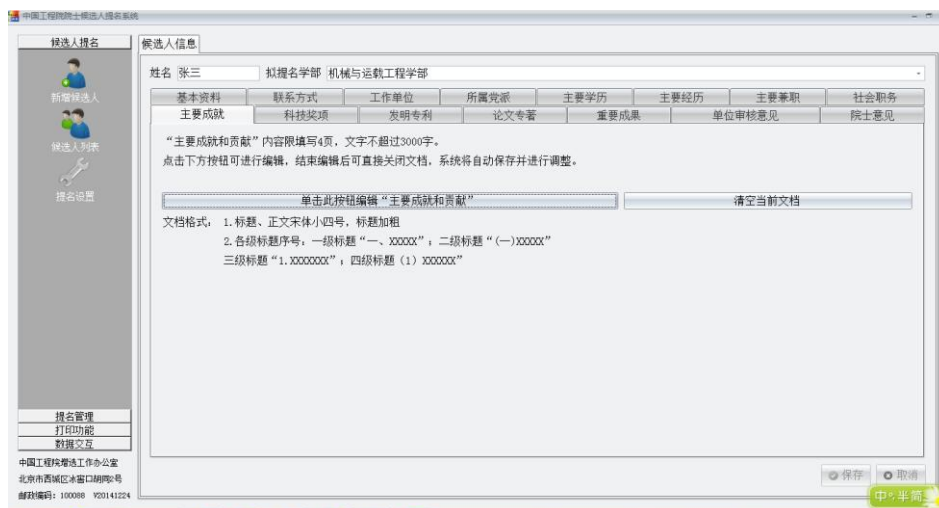 中国工程院院士候选人提名系统
候选人提名
新增候选人
候选人列表
提名设置
提名管理
打印功能
数据交互
中国工程院增选工作办公室
北京市西城区冰窖口胡同2号
邮政编码：100088 V20141224
候选人信息
姓名 张三 拟提名学部 机械与运载工程学部
基本资料 联系方式 工作单位 所属党派 主要学历 主要经历 主要兼职 社会职务
主要成就 科技奖项 发明专利 论文专著 重要成果 单位审核意见 院士意见
“主要成就和贡献”内容限填写4页，文字不超过3000字。
点击下方按钮可进行编辑，结束编辑后可直接关闭文档，系统将自动保存并进行调整。
单击此按钮编辑“主要成就和贡献” 清空当前文档
文档格式： 1.标题、正文宋体小四号，标题加粗
2.各级标题序号：一级标题“一、XXXXX”；二级标题“(一)XXXXX”
三级标题“1.XXXXXXX”；四级标题（1）XXXXXX”
保存 取消
中 半 简